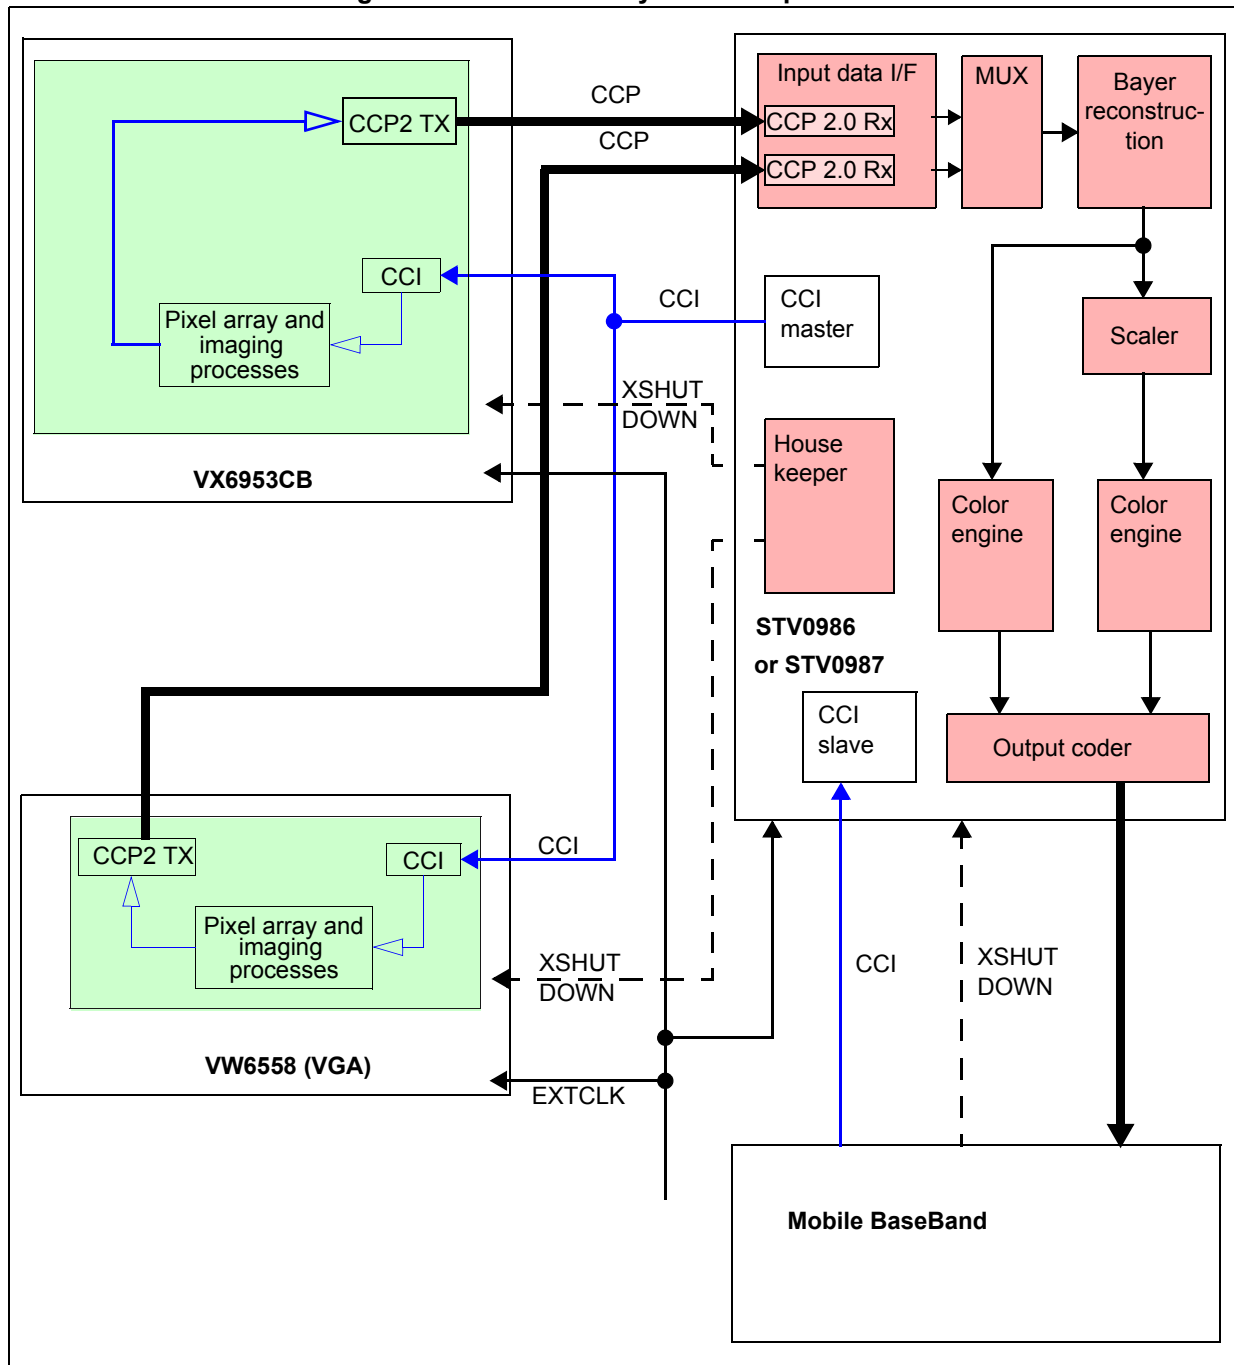 CCP
CCP2 TX
CCP
CCI
Pixel array and
imaging
processes
VX6953CB
Input data I/F
CCP 2.0 Rx
CCP 2.0 Rx
MUX
Bayer
reconstruc-
tion
CCI
CCI
master
Scaler
XSHUT
DOWN
House
keeper
Color
engine
Color
engine
STV0986
or STV0987
CCI
slave
Output coder
CCP2 TX
CCI
CCI
Pixel array and
imaging
processes
XSHUT
DOWN
VW6558 (VGA)
EXTCLK
CCI
XSHUT
DOWN
Mobile BaseBand